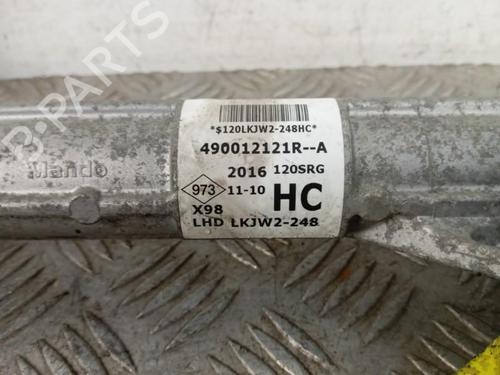 B-PARTS
*$120LKJW2-248HC*
490012121R--A
2016 120SRG
973 11-10 HC
X98
LHD LKJW2-248
Mando